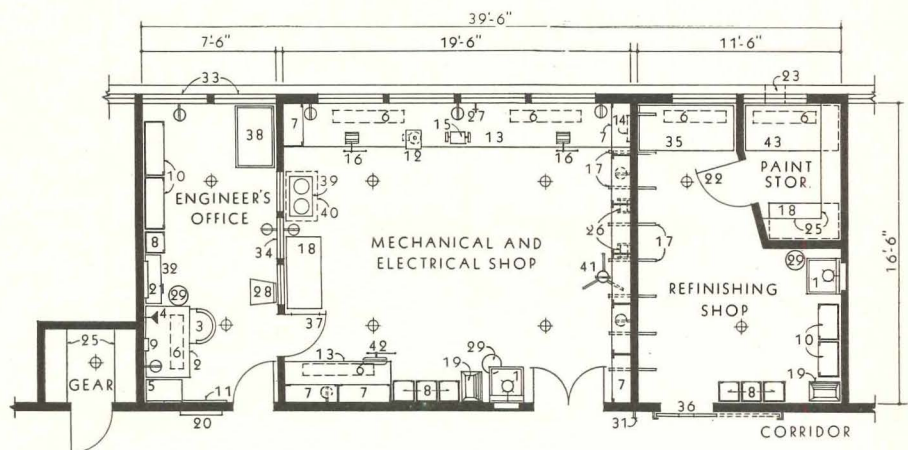 39'-6"
7'-6" 19'-6" 11'-6"
33 23
7 6 27 6 7 14 6 6
38 16 12 15 13 16 35 43
10 17 22 PAINT
STOR.
ENGINEER'S
OFFICE
39
40
18 25
8 34 18 MECHANICAL AND
ELECTRICAL SHOP
26 17
16'-6"
32 21 29 28 41 29 1
REFINISHING
SHOP
4 3 37
9 6 2 10
25 13 42 29
GEAR 6 19 1
5 11 7 7 8 7 8 19
20 31 36
CORRIDOR